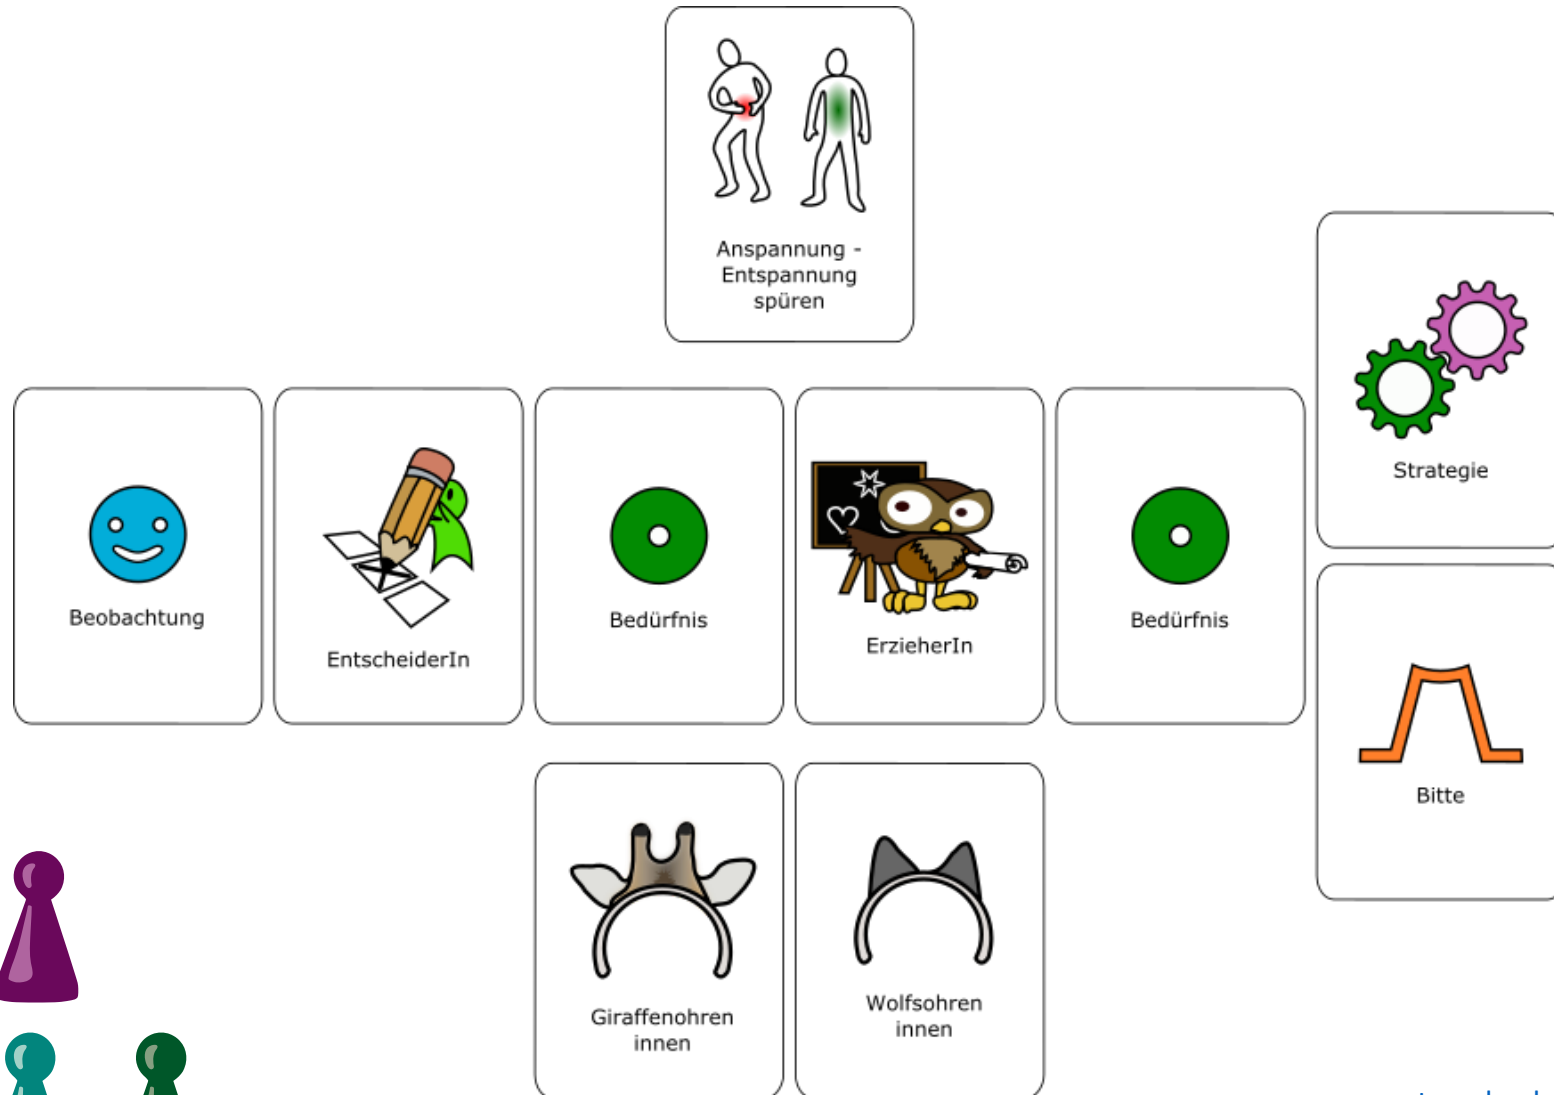 Anspannung -
Entspannung
spüren
Strategie
Beobachtung
EntscheiderIn
Bedürfnis
ErzieherIn
Bedürfnis
Bitte
Giraffenohren
innen
Wolfsohren
innen